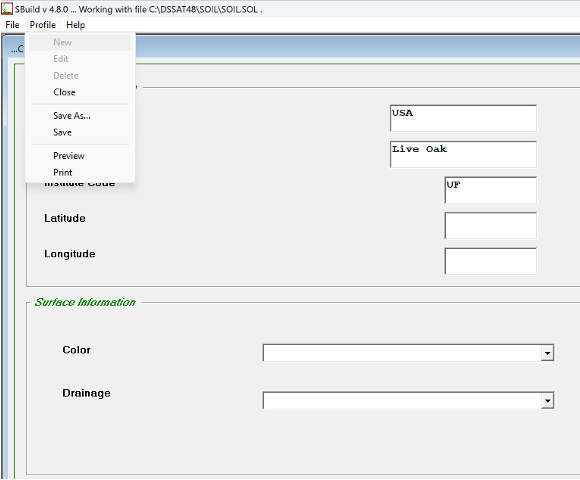 SBuild v 4.8.0 ... Working with file C:\DSSAT48\SOIL\SOIL.SOL .
File Profile Help
New
Edit
Delete
Close
Save As...
Save
Preview
Print
USA
Live Oak
Institute Code
UF
Latitude
Longitude
Surface Information
Color
Drainage